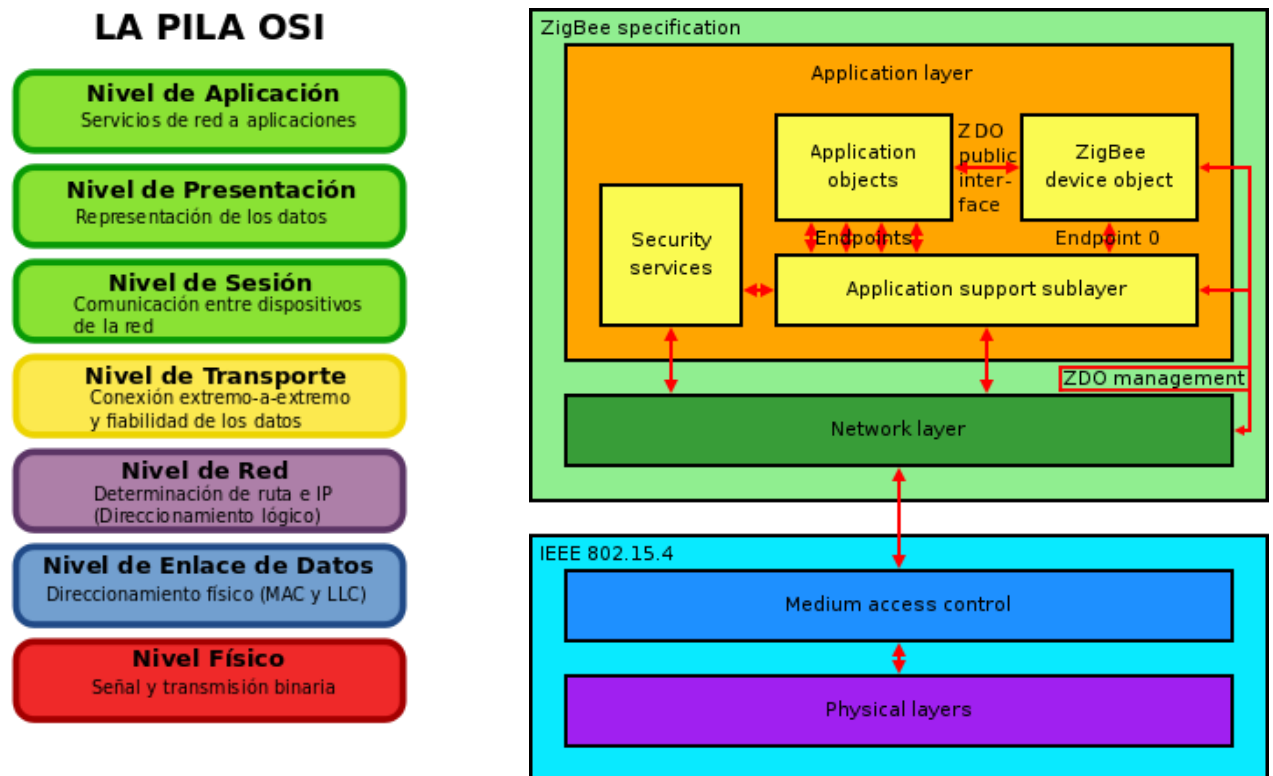 LA PILA OSI
Nivel de Aplicación
Servicios de red a aplicaciones
Nivel de Presentación
Representación de los datos
Nivel de Sesión
Comunicación entre dispositivos
de la red
Nivel de Transporte
Conexión extremo-a-extremo
y fiabilidad de los datos
Nivel de Red
Determinación de ruta e IP
(Direccionamiento lógico)
Nivel de Enlace de Datos
Direccionamiento físico (MAC y LLC)
Nivel Físico
Señal y transmisión binaria
ZigBee specification
Application layer
Application
objects
ZDO
public
inter-
face
ZigBee
device object
Security
services
Endpoints
Endpoint 0
Application support sublayer
ZDO management
Network layer
IEEE 802.15.4
Medium access control
Physical layers